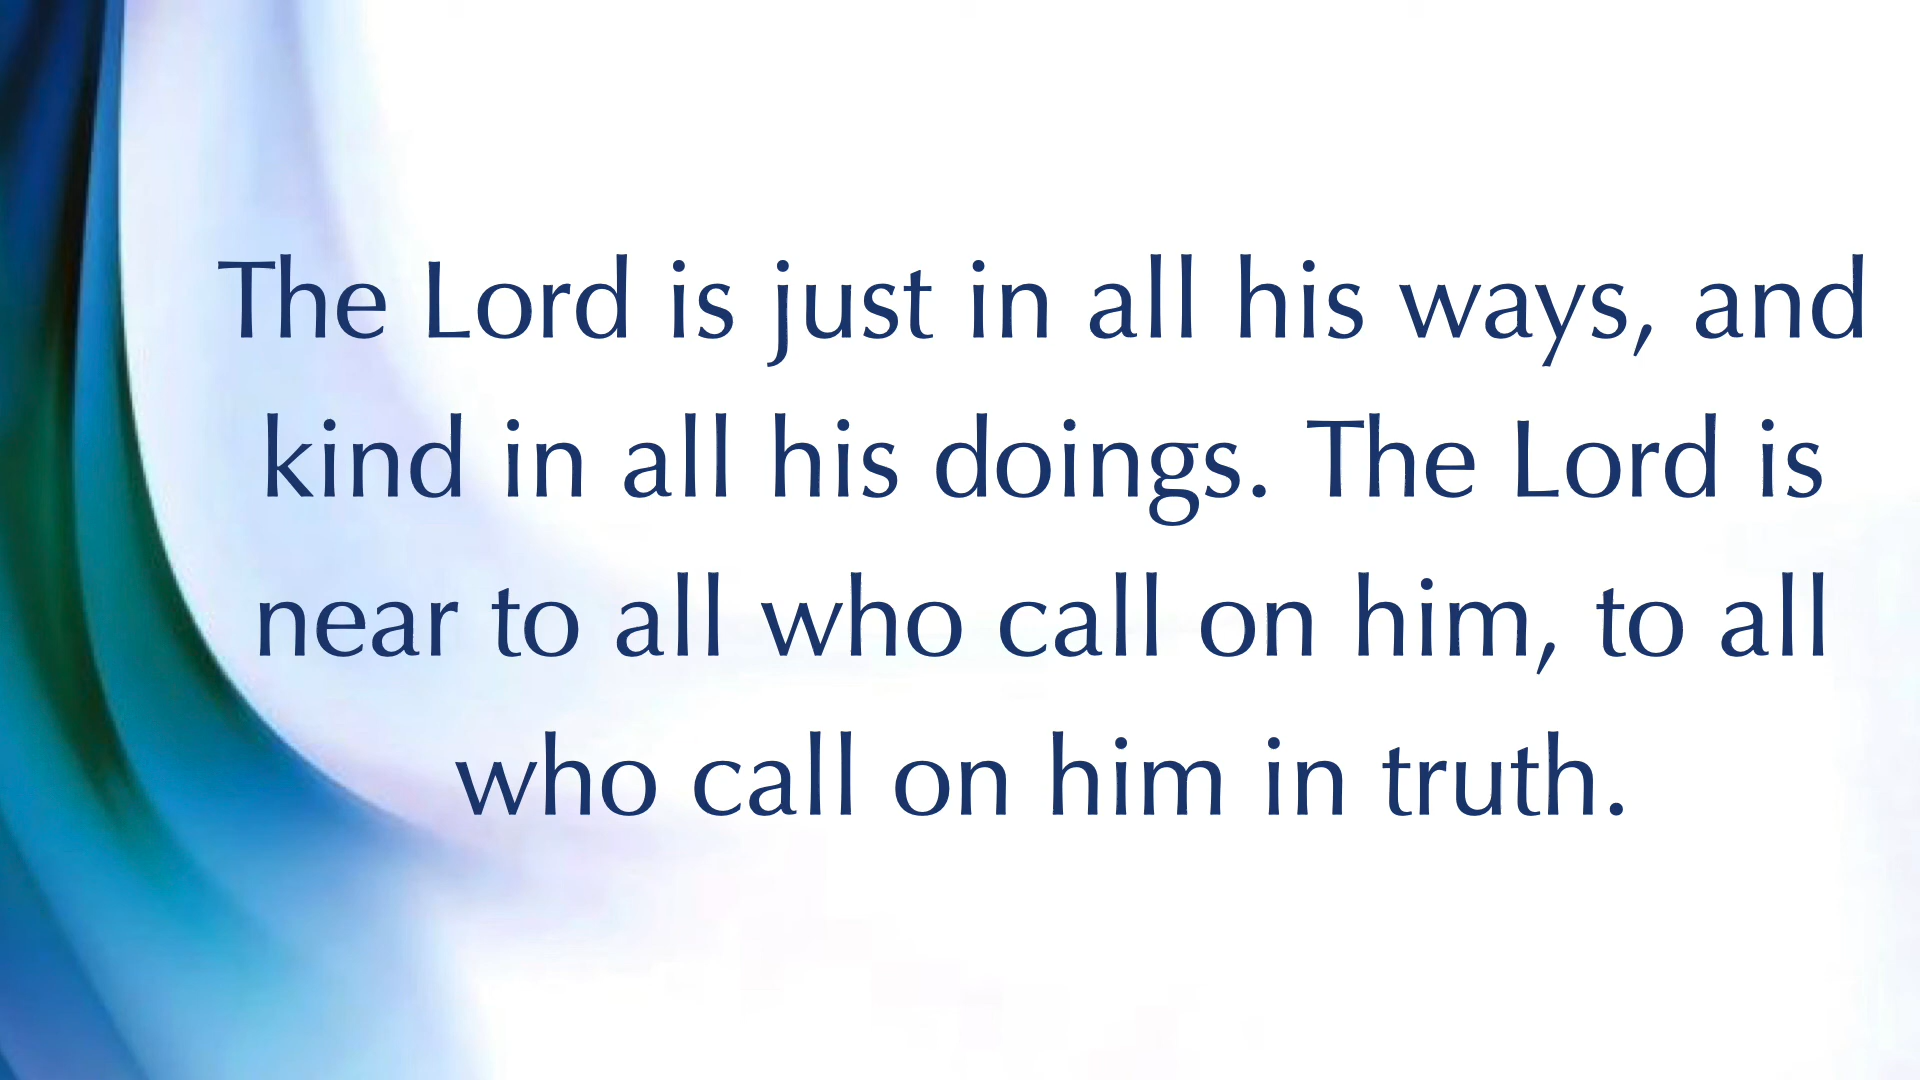 The Lord is just in all his ways, and
kind in all his doings. The Lord is
near to all who call on him, to all
who call on him in truth.